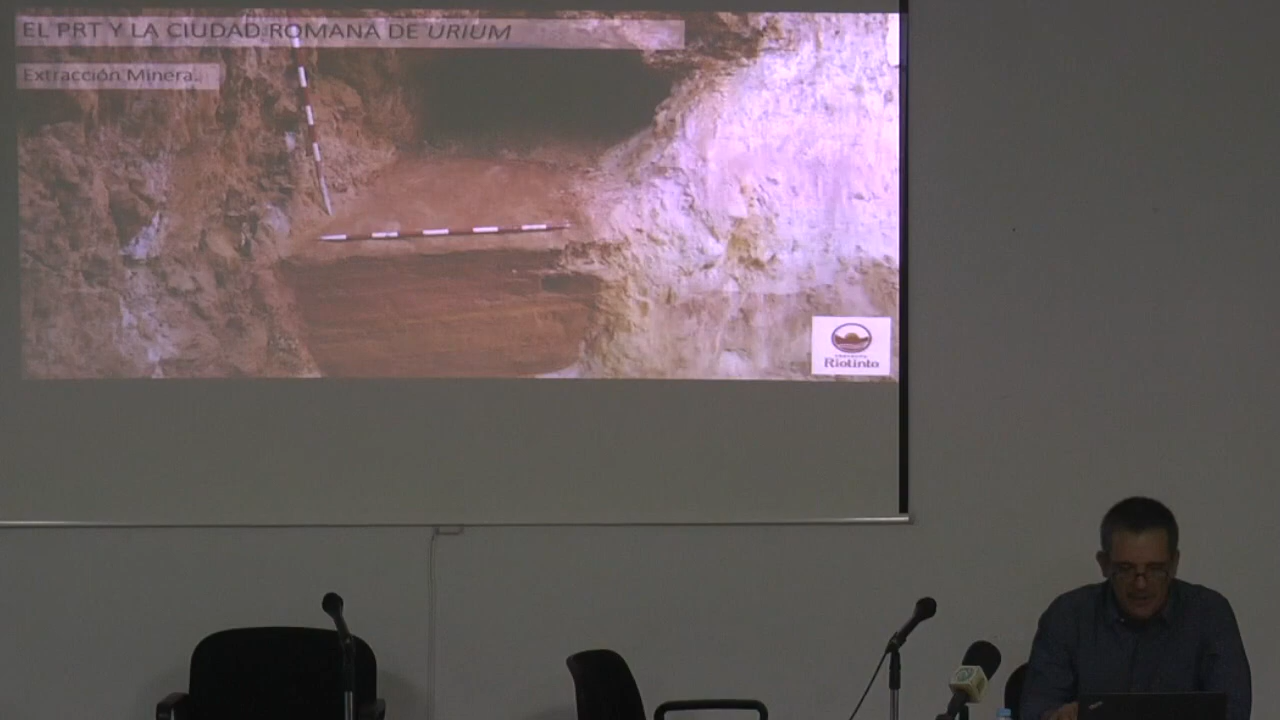 EL PRT Y LA CIUDAD ROMANA DE URIUM
Extracción Minera..
Riotinto